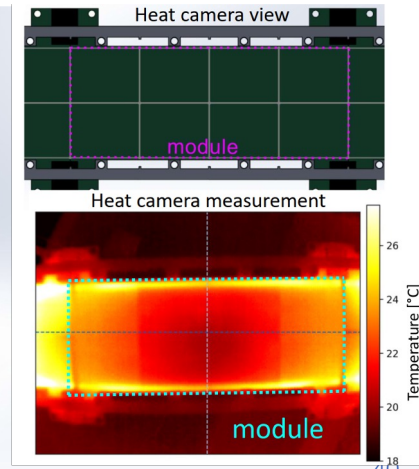 Heat camera view
module
Heat camera measurement
26
24
22
20
18
Temperature [°C]
module